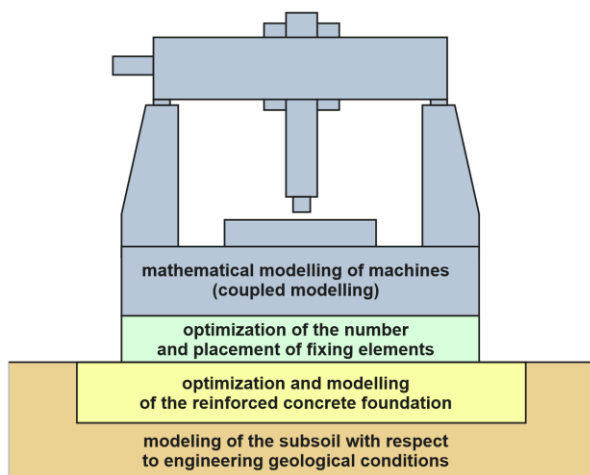 mathematical modelling of machines
(coupled modelling)
optimization of the number
and placement of fixing elements
optimization and modelling
of the reinforced concrete foundation
modeling of the subsoil with respect
to engineering geological conditions